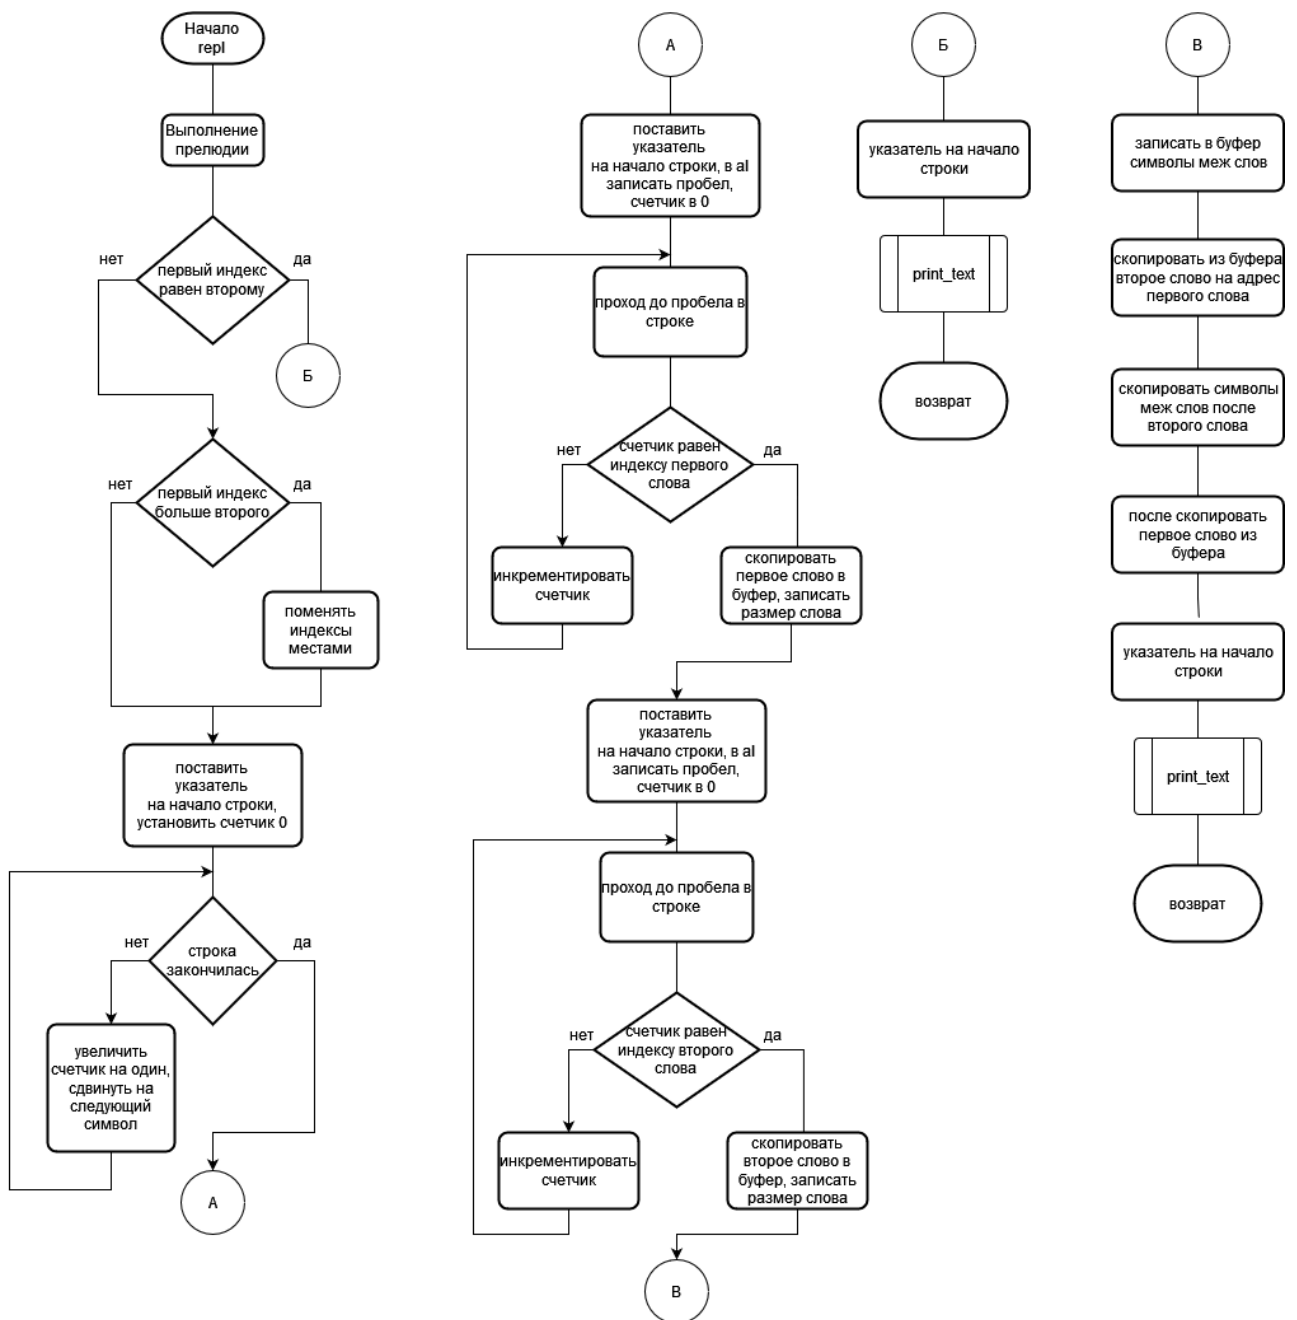 Начало
repl
Выполнение
прелюдии
нет
да
первый индекс
равен второму
Б
нет
да
первый индекс
больше второго
поменять
индексы
местами
поставить
указатель
на начало строки,
установить счетчик 0
нет
да
строка
закончилась
увеличить
счетчик на один,
сдвинуть на
следующий
символ
А
А
поставить
указатель
на начало строки, в al
записать пробел,
счетчик в 0
проход до пробела в
строке
нет
да
счетчик равен
индексу первого
слова
инкрементировать
счетчик
скопировать
первое слово в
буфер, записать
размер слова
поставить
указатель
на начало строки, в al
записать пробел,
счетчик в 0
проход до пробела в
строке
нет
да
счетчик равен
индексу второго
слова
инкрементировать
счетчик
скопировать
второе слово в
буфер, записать
размер слова
В
Б
указатель на начало
строки
print_text
возврат
В
записать в буфер
символы меж слов
скопировать из буфера
второе слово на адрес
первого слова
скопировать символы
меж слов после
второго слова
после скопировать
первое слово из
буфера
указатель на начало
строки
print_text
возврат